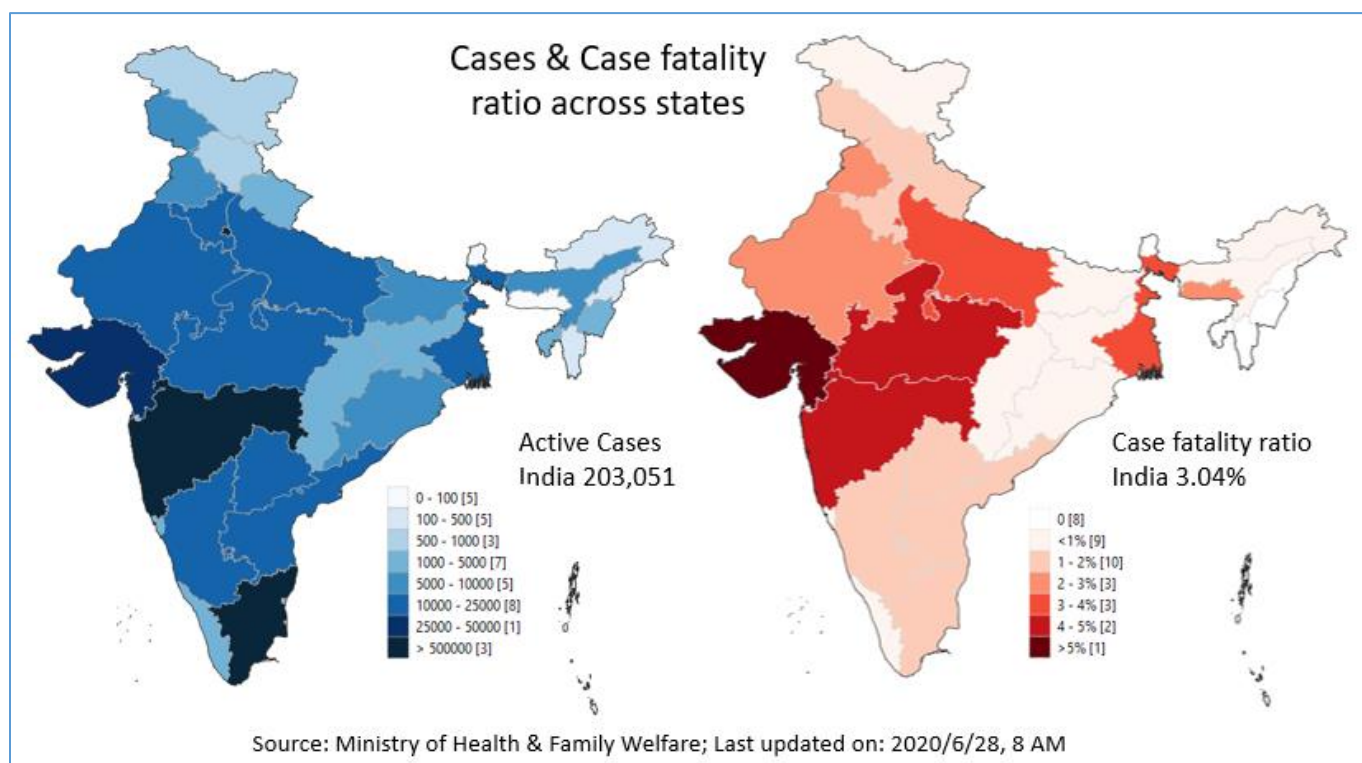 Cases & Case fatality
ratio across states
Active Cases
India 203,051
0 - 100 [5]
100 - 500 [5]
500 - 1000 [3]
1000 - 5000 [7]
5000 - 10000 [5]
10000 - 25000 [8]
25000 - 50000 [1]
> 500000 [3]
Case fatality ratio
India 3.04%
0 [8]
<1% [9]
1 - 2% [10]
2 - 3% [3]
3 - 4% [3]
4 - 5% [2]
>5% [1]
Source: Ministry of Health & Family Welfare; Last updated on: 2020/6/28, 8 AM